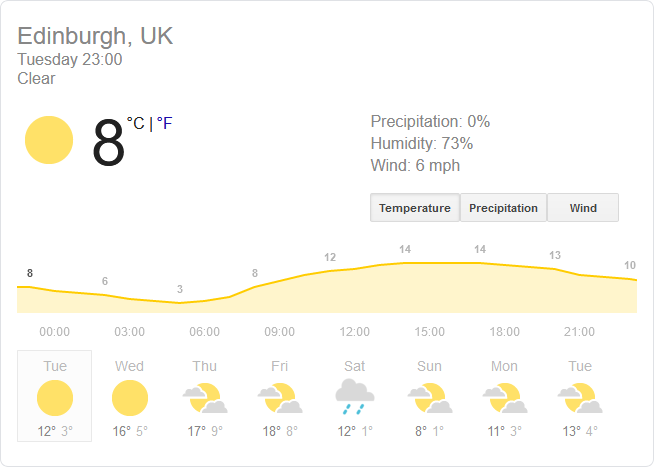 Edinburgh, UK
Tuesday 23:00
Clear
8 °C | °F
Precipitation: 0%
Humidity: 73%
Wind: 6 mph
Temperature Precipitation Wind
8 6 3 8 12 14 14 13 10
00:00 03:00 06:00 09:00 12:00 15:00 18:00 21:00
Tue Wed Thu Fri Sat Sun Mon Tue
12° 3° 16° 5° 17° 9° 18° 8° 12° 1° 8° 1° 11° 3° 13° 4°